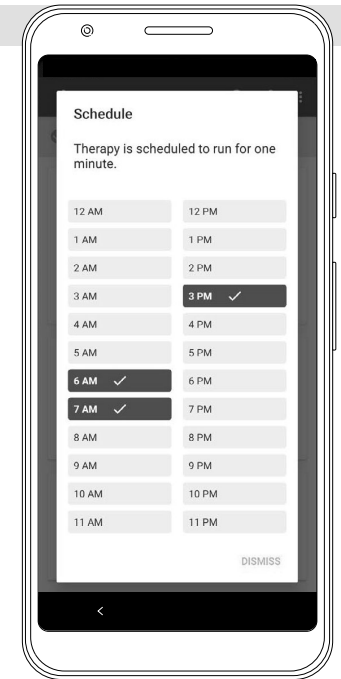 Schedule
Therapy is scheduled to run for one
minute.
12 AM
12 PM
1 AM
1 PM
2 AM
2 PM
3 AM
3 PM
4 AM
4 PM
5 AM
5 PM
6 AM
6 PM
7 AM
7 PM
8 AM
8 PM
9 AM
9 PM
10 AM
10 PM
11 AM
11 PM
DISMISS